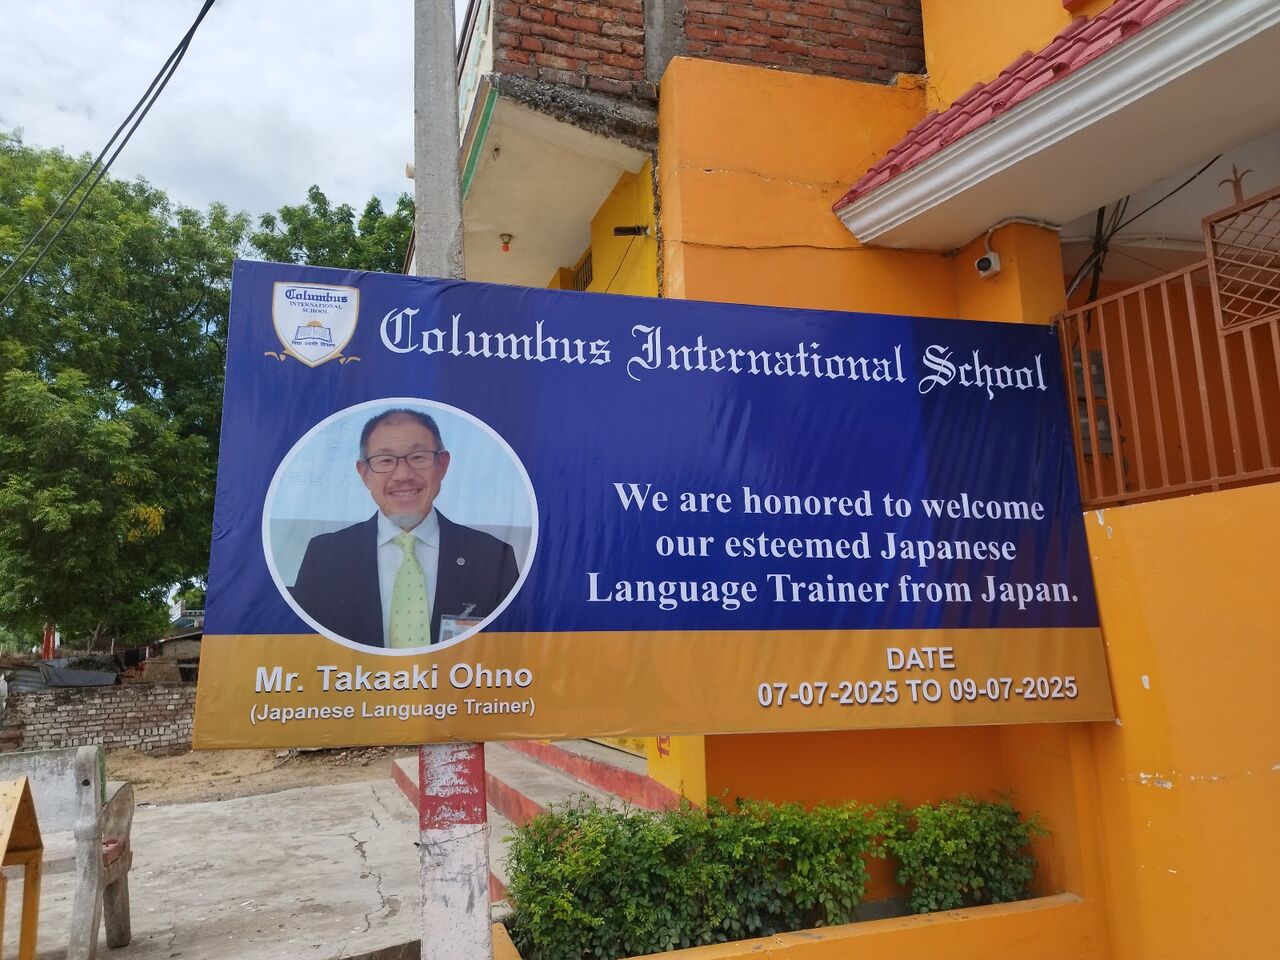 Columbus
INTERNATIONAL
SCHOOL
Columbus International School
We are honored to welcome
our esteemed Japanese
Language Trainer from Japan.
Mr. Takaaki Ohno
(Japanese Language Trainer)
DATE
07-07-2025 TO 09-07-2025